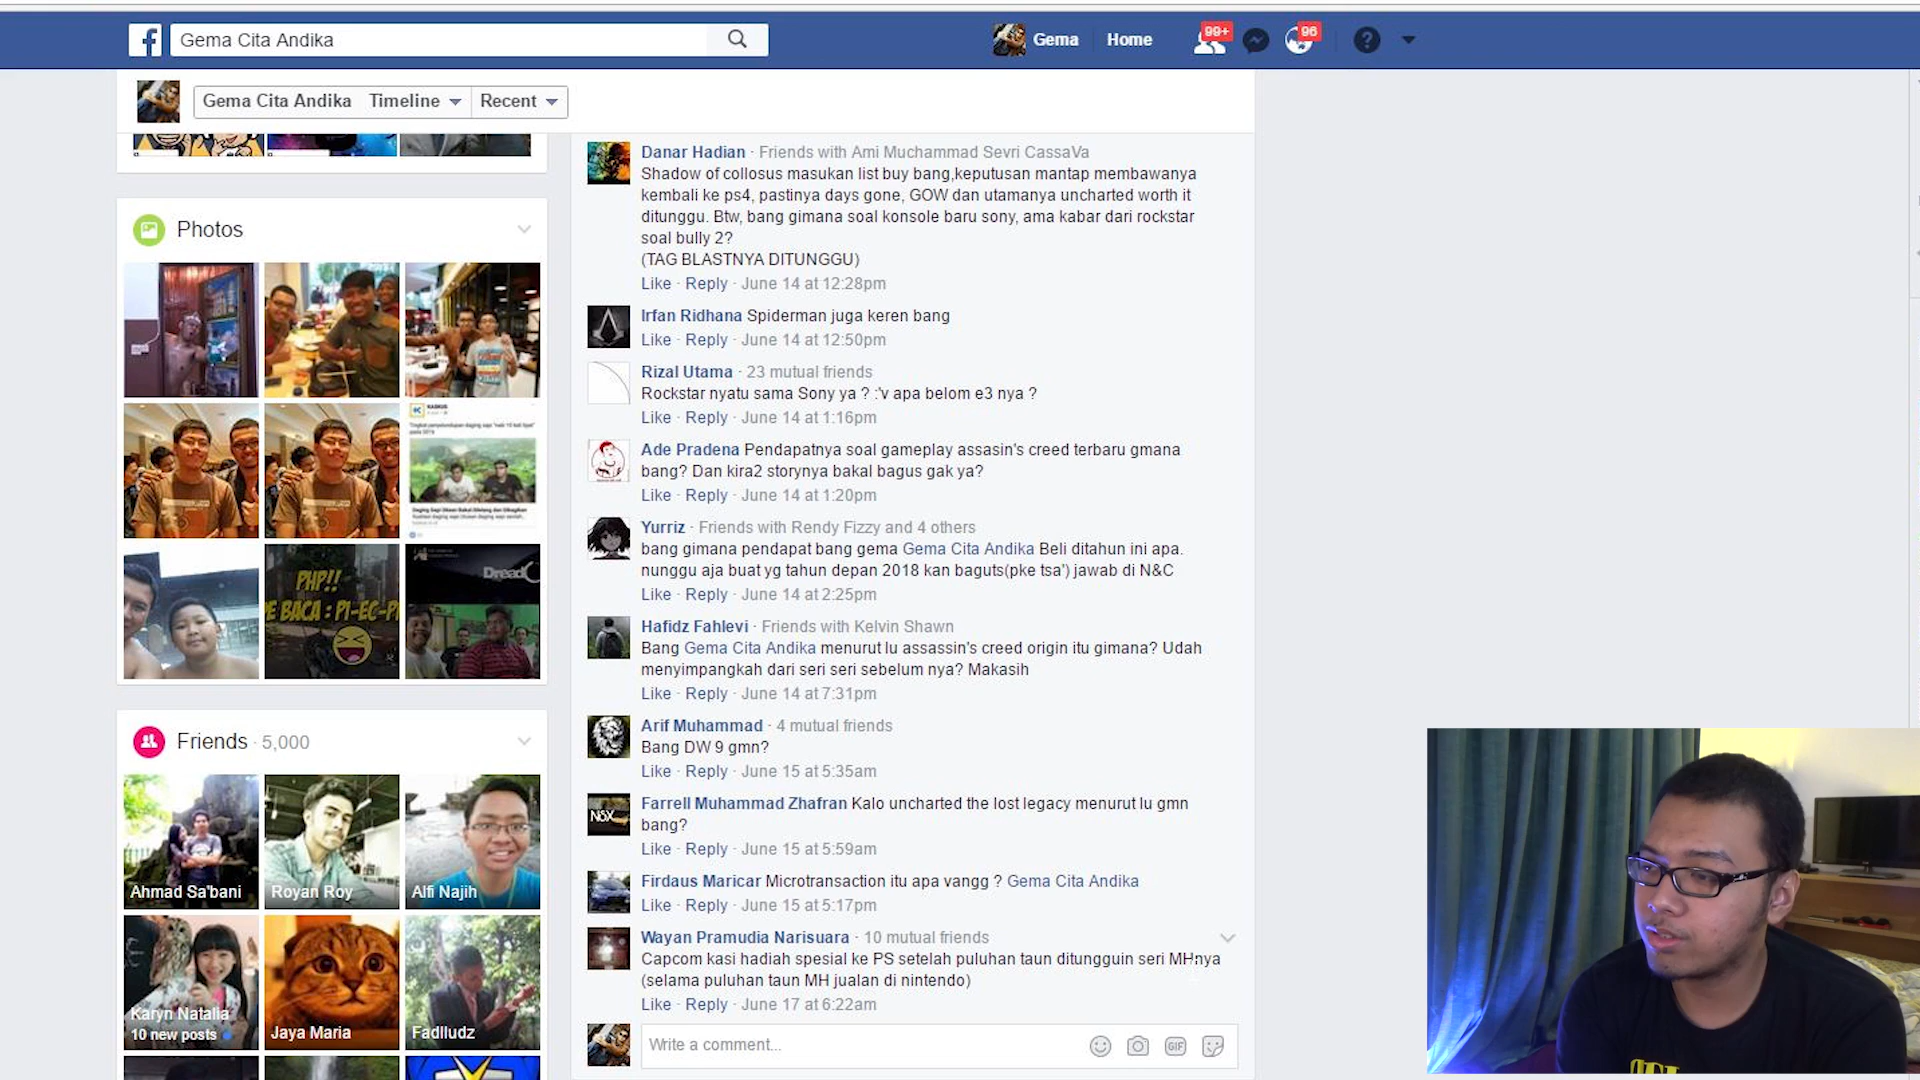 Gema Cita Andika
Gema
Home
99+
96
Gema Cita Andika
Timeline
Recent
Photos
KASKUS
PHP!!
E BACA : PI-EC-P
Friends · 5,000
Ahmad Sa'bani
Royan Roy
Alfi Najih
Karyn Natalia
10 new posts
Jaya Maria
Fadlludz
Danar Hadian · Friends with Ami Muchammad Sevri CassaVa
Shadow of collosus masukan list buy bang,keputusan mantap membawanya
kembali ke ps4, pastinya days gone, GOW dan utamanya uncharted worth it
ditunggu. Btw, bang gimana soal konsole baru sony, ama kabar dari rockstar
soal bully 2?
(TAG BLASTNYA DITUNGGU)
Like · Reply · June 14 at 12:28pm
Irfan Ridhana Spiderman juga keren bang
Like · Reply · June 14 at 12:50pm
Rizal Utama · 23 mutual friends
Rockstar nyatu sama Sony ya ? :'v apa belom e3 nya ?
Like · Reply · June 14 at 1:16pm
Ade Pradena Pendapatnya soal gameplay assasin's creed terbaru gmana
bang? Dan kira2 storynya bakal bagus gak ya?
Like · Reply · June 14 at 1:20pm
Yurriz · Friends with Rendy Fizzy and 4 others
bang gimana pendapat bang gema Gema Cita Andika Beli ditahun ini apa.
nunggu aja buat yg tahun depan 2018 kan baguts(pke tsa') jawab di N&C
Like · Reply · June 14 at 2:25pm
Hafidz Fahlevi · Friends with Kelvin Shawn
Bang Gema Cita Andika menurut lu assassin's creed origin itu gimana? Udah
menyimpangkah dari seri seri sebelum nya? Makasih
Like · Reply · June 14 at 7:31pm
Arif Muhammad · 4 mutual friends
Bang DW 9 gmn?
Like · Reply · June 15 at 5:35am
Farrell Muhammad Zhafran Kalo uncharted the lost legacy menurut lu gmn
bang?
Like · Reply · June 15 at 5:59am
Firdaus Maricar Microtransaction itu apa vangg ? Gema Cita Andika
Like · Reply · June 15 at 5:17pm
Wayan Pramudia Narisuara · 10 mutual friends
Capcom kasi hadiah spesial ke PS setelah puluhan taun ditungguin seri MHnya
(selama puluhan taun MH jualan di nintendo)
Like · Reply · June 17 at 6:22am
Write a comment...
GIF